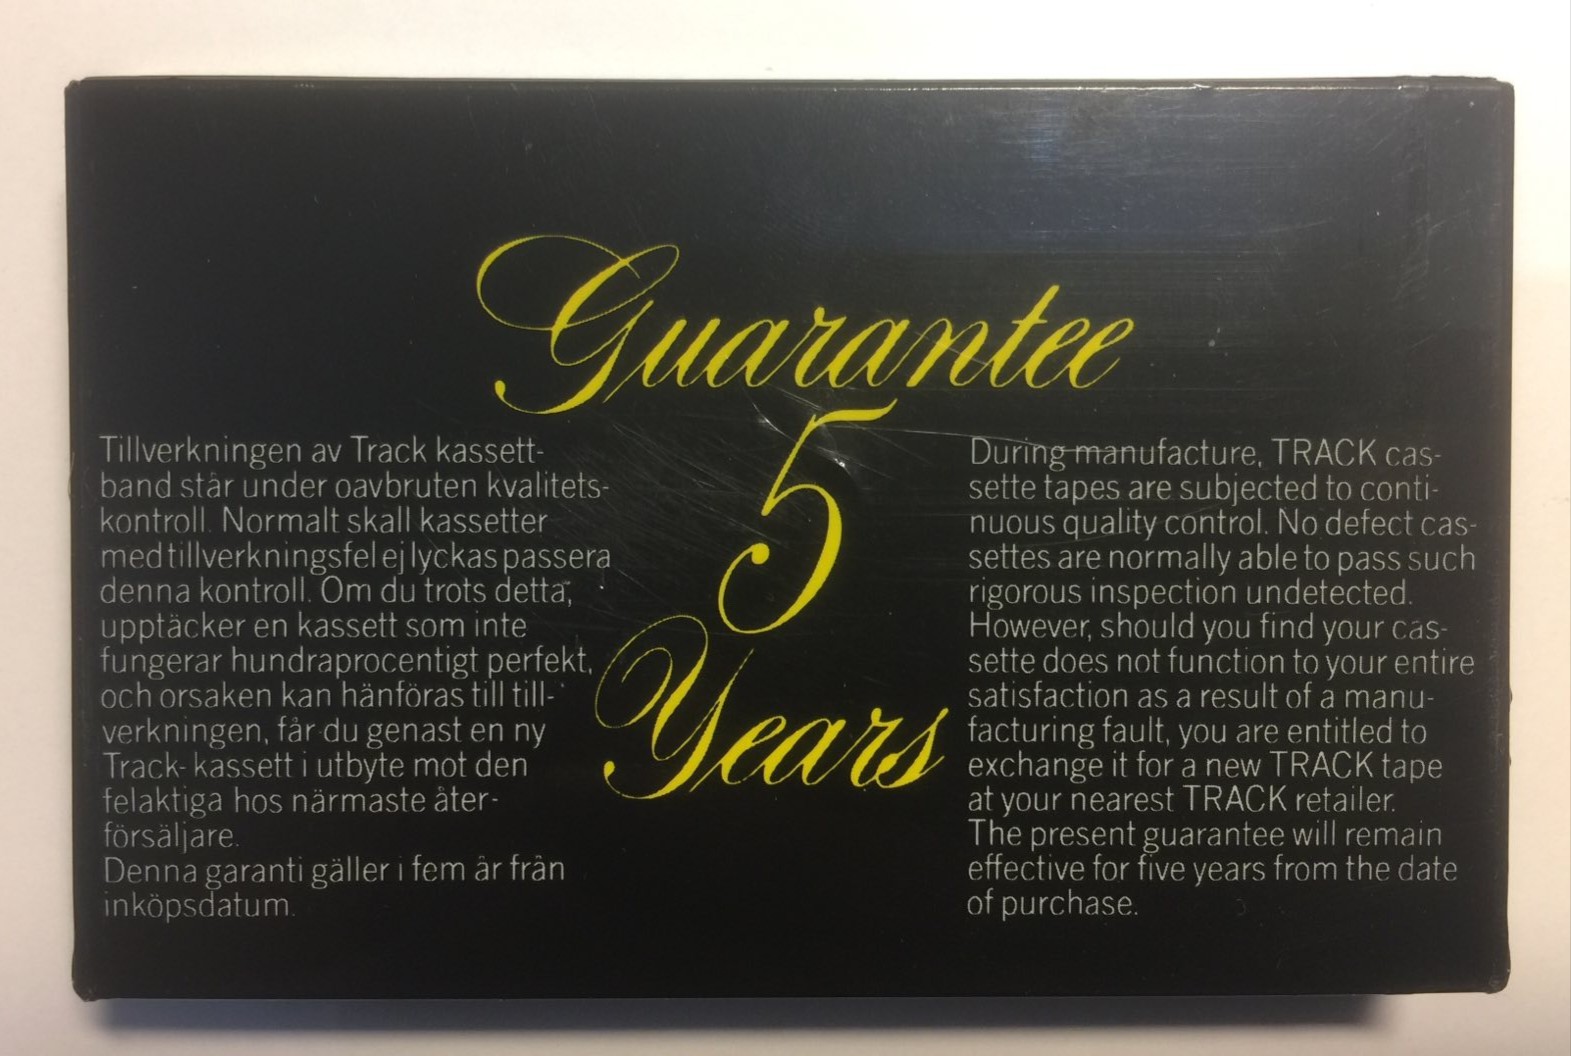 Guarantee
5
Years
Tillverkningen av Track kassett-
band står under oavbruten kvalitets-
kontroll. Normalt skall kassetter
med tillverkningsfel ej lyckas passera
denna kontroll. Om du trots detta,
upptäcker en kassett som inte
fungerar hundraprocentigt perfekt,
och orsaken kan hänföras till till-
verkningen, får du genast en ny
Track-kassett i utbyte mot den
felaktiga hos närmaste åter-
försäljare.
Denna garanti gäller i fem år från
inköpsdatum.
During manufacture, TRACK cas-
sette tapes are subjected to conti-
nuous quality control. No defect cas-
settes are normally able to pass such
rigorous inspection undetected.
However, should you find your cas-
sette does not function to your entire
satisfaction as a result of a manu-
facturing fault, you are entitled to
exchange it for a new TRACK tape
at your nearest TRACK retailer.
The present guarantee will remain
effective for five years from the date
of purchase.